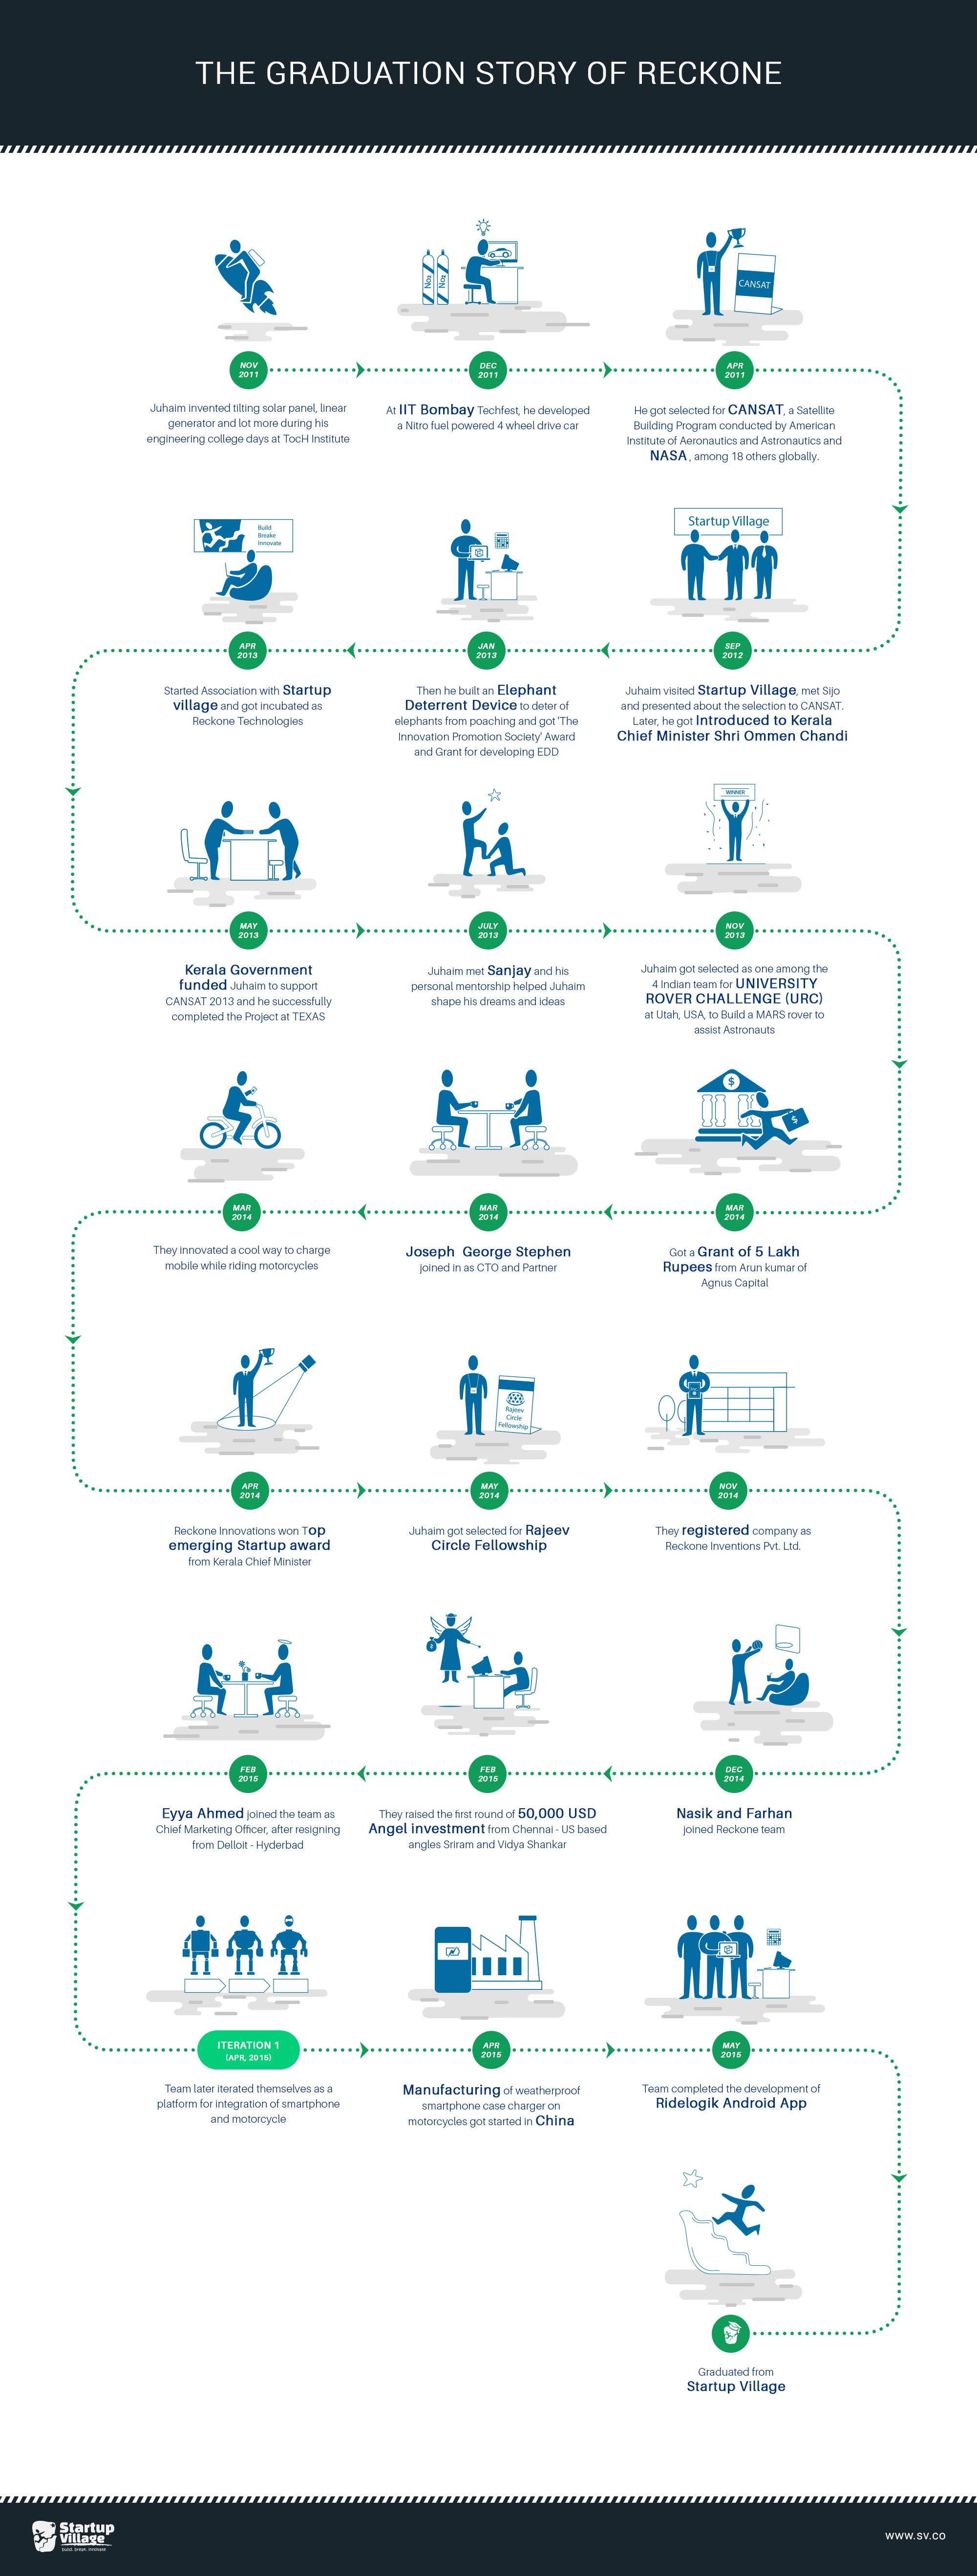 THE GRADUATION STORY OF RECKONE
No₂ No₂
CANSAT
NOV
2011
DEC
2011
APR
2011
Juhaim invented tilting solar panel, linear
generator and lot more during his
engineering college days at TocH Institute
At IIT Bombay Techfest, he developed
a Nitro fuel powered 4 wheel drive car
He got selected for CANSAT, a Satellite
Building Program conducted by American
Institute of Aeronautics and Astronautics and
NASA, among 18 others globally.
Build
Breake
Innovate
Startup Village
SEP
2012
JAN
2013
APR
2013
Juhaim visited Startup Village, met Sijo
and presented about the selection to CANSAT.
Later, he got Introduced to Kerala
Chief Minister Shri Ommen Chandi
Then he built an Elephant
Deterrent Device to deter of
elephants from poaching and got 'The
Innovation Promotion Society' Award
and Grant for developing EDD
Started Association with Startup
village and got incubated as
Reckone Technologies
WINNER
MAY
2013
JULY
2013
NOV
2013
Kerala Government
funded Juhaim to support
CANSAT 2013 and he successfully
completed the Project at TEXAS
Juhaim met Sanjay and his
personal mentorship helped Juhaim
shape his dreams and ideas
Juhaim got selected as one among the
4 Indian team for UNIVERSITY
ROVER CHALLENGE (URC)
at Utah, USA, to Build a MARS rover to
assist Astronauts
$
$
MAR
2014
MAR
2014
MAR
2014
Got a Grant of 5 Lakh
Rupees from Arun kumar of
Agnus Capital
Joseph George Stephen
joined in as CTO and Partner
They innovated a cool way to charge
mobile while riding motorcycles
Rajeev
Circle
Fellowship
APR
2014
MAY
2014
NOV
2014
Reckone Innovations won Top
emerging Startup award
from Kerala Chief Minister
Juhaim got selected for Rajeev
Circle Fellowship
They registered company as
Reckone Inventions Pvt. Ltd.
DEC
2014
FEB
2015
FEB
2015
Nasik and Farhan
joined Reckone team
They raised the first round of 50,000 USD
Angel investment from Chennai - US based
angles Sriram and Vidya Shankar
Eyya Ahmed joined the team as
Chief Marketing Officer, after resigning
from Delloit - Hyderbad
ITERATION 1
(APR, 2015)
APR
2015
MAY
2015
Team later iterated themselves as a
platform for integration of smartphone
and motorcycle
Manufacturing of weatherproof
smartphone case charger on
motorcycles got started in China
Team completed the development of
Ridelogik Android App
Graduated from
Startup Village
Startup
Village
build. break. innovate
WWW.SV.CO